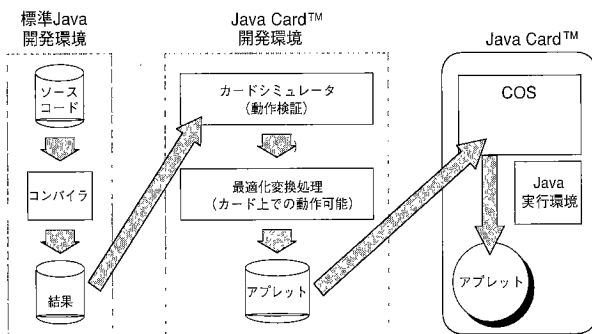 標準Java
開発環境
ソース
コード
コンパイラ
結果
Java Card™
開発環境
カードシミュレータ
(動作検証)
最適化変換処理
(カード上での動作可能)
アプレット
Java Card™
COS
Java
実行環境
アプレット